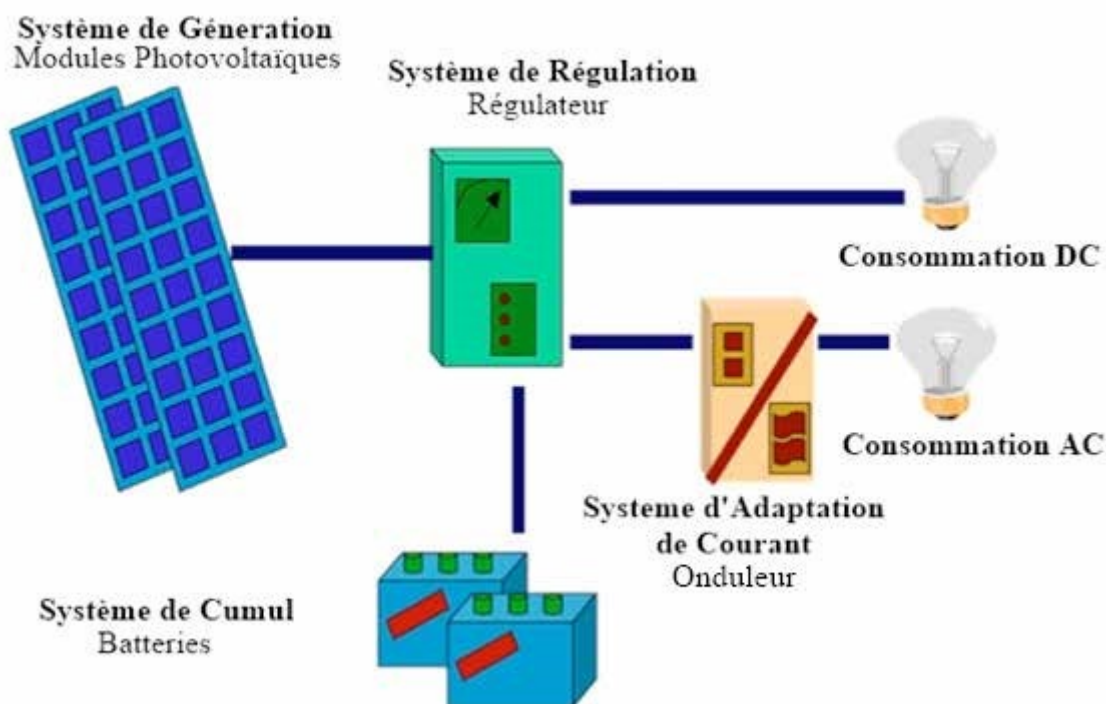 Système de Géneration
Modules Photovoltaïques
Système de Régulation
Régulateur
Consommation DC
Consommation AC
Systeme d'Adaptation
de Courant
Onduleur
Système de Cumul
Batteries